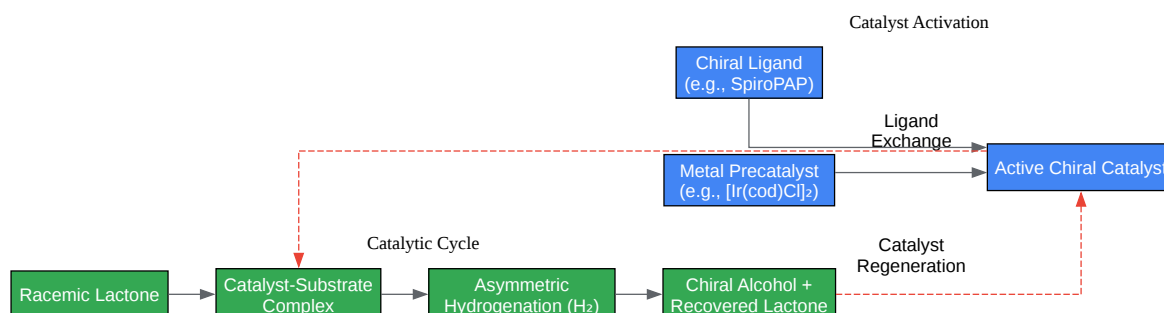 Catalyst Activation
Chiral Ligand
(e.g., SpiroPAP)
Ligand
Exchange
Metal Precatalyst
(e.g., [Ir(cod)Cl]₂)
Active Chiral Catalyst
Catalytic Cycle
Catalyst
Regeneration
Racemic Lactone
Catalyst-Substrate
Complex
Asymmetric
Hydrogenation (H₂)
Chiral Alcohol +
Recovered Lactone